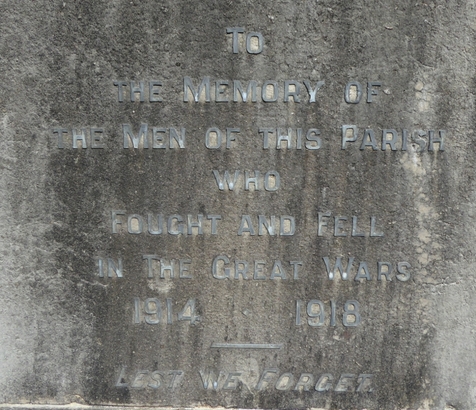 To
THE MEMORY OF
THE MEN OF THIS PARISH
WHO
FOUGHT AND FELL
IN THE GREAT WARS
1914 1918
LEST WE FORGET.